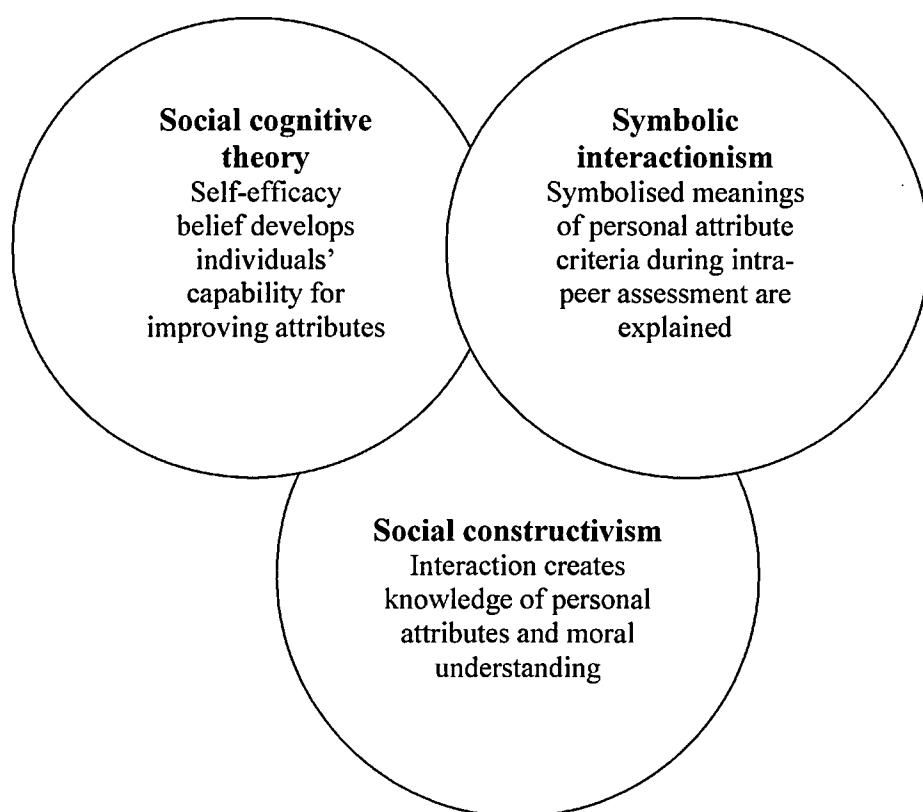 Social cognitive
theory
Self-efficacy
belief develops
individuals’
capability for
improving attributes
Symbolic
interactionism
Symbolised meanings
of personal attribute
criteria during intra-
peer assessment are
explained
Social constructivism
Interaction creates
knowledge of personal
attributes and moral
understanding